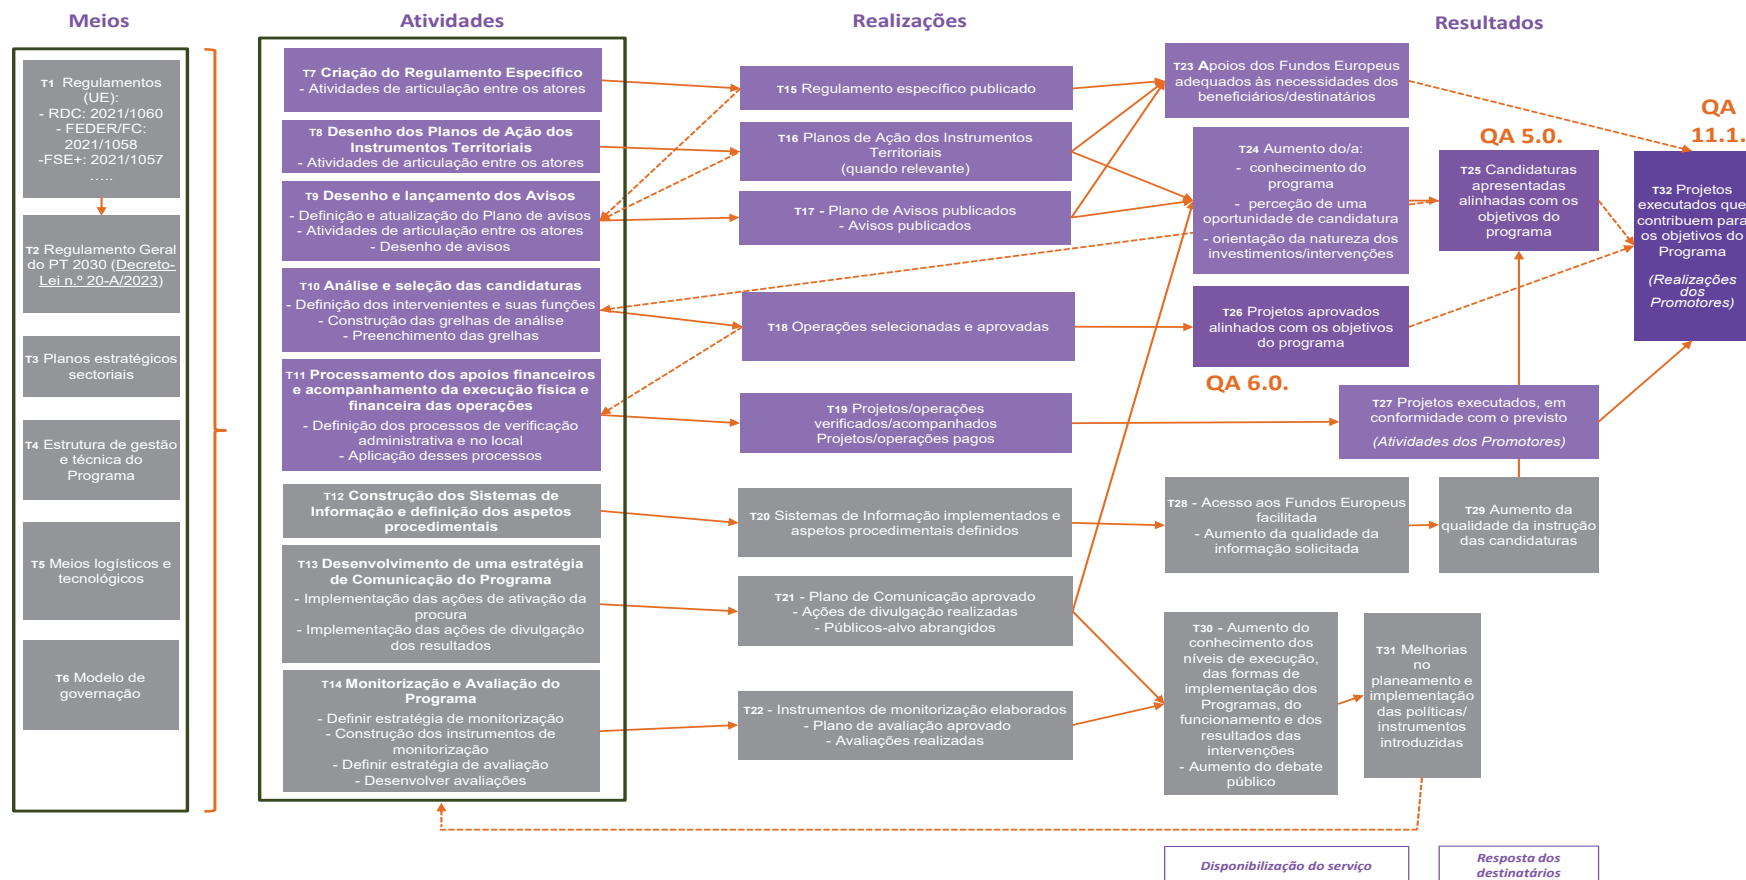 Meios
Atividades
Realizações
Resultados
T1 Regulamentos
(UE):
- RDC: 2021/1060
- FEDER/FC:
2021/1058
-FSE+: 2021/1057
.....
T2 Regulamento Geral
do PT 2030 (Decreto-
Lei n.º 20-A/2023)
T3 Planos estratégicos
sectoriais
T4 Estrutura de gestão
e técnica do
Programa
T5 Meios logísticos e
tecnológicos
T6 Modelo de
governação
T7 Criação do Regulamento Específico
- Atividades de articulação entre os atores
T8 Desenho dos Planos de Ação dos
Instrumentos Territoriais
- Atividades de articulação entre os atores
T9 Desenho e lançamento dos Avisos
- Definição e atualização do Plano de avisos
- Atividades de articulação entre os atores
- Desenho de avisos
T10 Análise e seleção das candidaturas
- Definição dos intervenientes e suas funções
- Construção das grelhas de análise
- Preenchimento das grelhas
T11 Processamento dos apoios financeiros
e acompanhamento da execução física e
financeira das operações
- Definição dos processos de verificação
administrativa e no local
- Aplicação desses processos
T12 Construção dos Sistemas de
Informação e definição dos aspetos
procedimentais
T13 Desenvolvimento de uma estratégia
de Comunicação do Programa
- Implementação das ações de ativação da
procura
- Implementação das ações de divulgação
dos resultados
T14 Monitorização e Avaliação do
Programa
- Definir estratégia de monitorização
- Construção dos instrumentos de
monitorização
- Definir estratégia de avaliação
- Desenvolver avaliações
T15 Regulamento específico publicado
T16 Planos de Ação dos Instrumentos
Territoriais
(quando relevante)
T17 - Plano de Avisos publicados
- Avisos publicados
T18 Operações selecionadas e aprovadas
T19 Projetos/operações
verificados/acompanhados
Projetos/operações pagos
T20 Sistemas de Informação implementados e
aspetos procedimentais definidos
T21 - Plano de Comunicação aprovado
- Ações de divulgação realizadas
- Públicos-alvo abrangidos
T22 - Instrumentos de monitorização elaborados
- Plano de avaliação aprovado
- Avaliações realizadas
T23 Apoios dos Fundos Europeus
adequados às necessidades dos
beneficiários/destinatários
T24 Aumento do/a:
- conhecimento do
programa
- perceção de uma
oportunidade de candidatura
- orientação da natureza dos
investimentos/intervenções
QA 5.0.
T25 Candidaturas
apresentadas
alinhadas com os
objetivos do
programa
T26 Projetos aprovados
alinhados com os objetivos
do programa
QA 6.0.
T27 Projetos executados, em
conformidade com o previsto
(Atividades dos Promotores)
T28 - Acesso aos Fundos Europeus
facilitada
- Aumento da qualidade da
informação solicitada
T29 Aumento da
qualidade da instrução
das candidaturas
T30 - Aumento do
conhecimento dos
níveis de execução,
das formas de
implementação dos
Programas, do
funcionamento e dos
resultados das
intervenções
- Aumento do debate
público
T31 Melhorias
no
planeamento e
implementação
das políticas/
instrumentos
introduzidas
QA
11.1.
T32 Projetos
executados que
contribuem para
os objetivos do
Programa
(Realizações
dos
Promotores)
Disponibilização do serviço
Resposta dos
destinatários